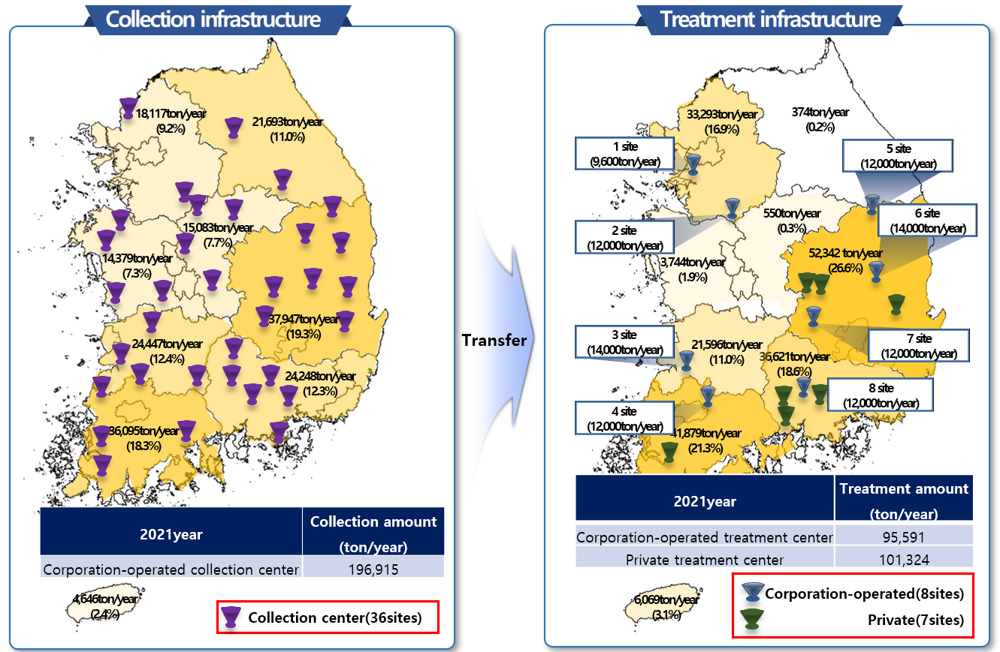 Collection infrastructure
18,117ton/year
(9.2%)
21,693ton/year
(11.0%)
15,083ton/year
(7.7%)
14,379ton/year
(7.3%)
37,947ton/year
(19.3%)
24,447ton/year
(12.4%)
24,248ton/year
(12.3%)
36,095ton/year
(18.3%)
2021year
Collection amount
(ton/year)
Corporation-operated collection center
196,915
4,646ton/year
(2.4%)
Collection center(36sites)
Transfer
Treatment infrastructure
33,293ton/year
(16.9%)
374ton/year
(0.2%)
1 site
(9,600ton/year)
5 site
(12,000ton/year)
550ton/year
(0.3%)
6 site
(14,000ton/year)
2 site
(12,000ton/year)
52,342 ton/year
(26.6%)
3,744ton/year
(1.9%)
3 site
(14,000ton/year)
21,596ton/year
(11.0%)
7 site
(12,000ton/year)
36,621ton/year
(18.6%)
8 site
(12,000ton/year)
4 site
(12,000ton/year)
41,879ton/year
(21.3%)
2021year
Treatment amount
(ton/year)
Corporation-operated treatment center
95,591
Private treatment center
101,324
6,069ton/year
(3.1%)
Corporation-operated(8sites)
Private(7sites)